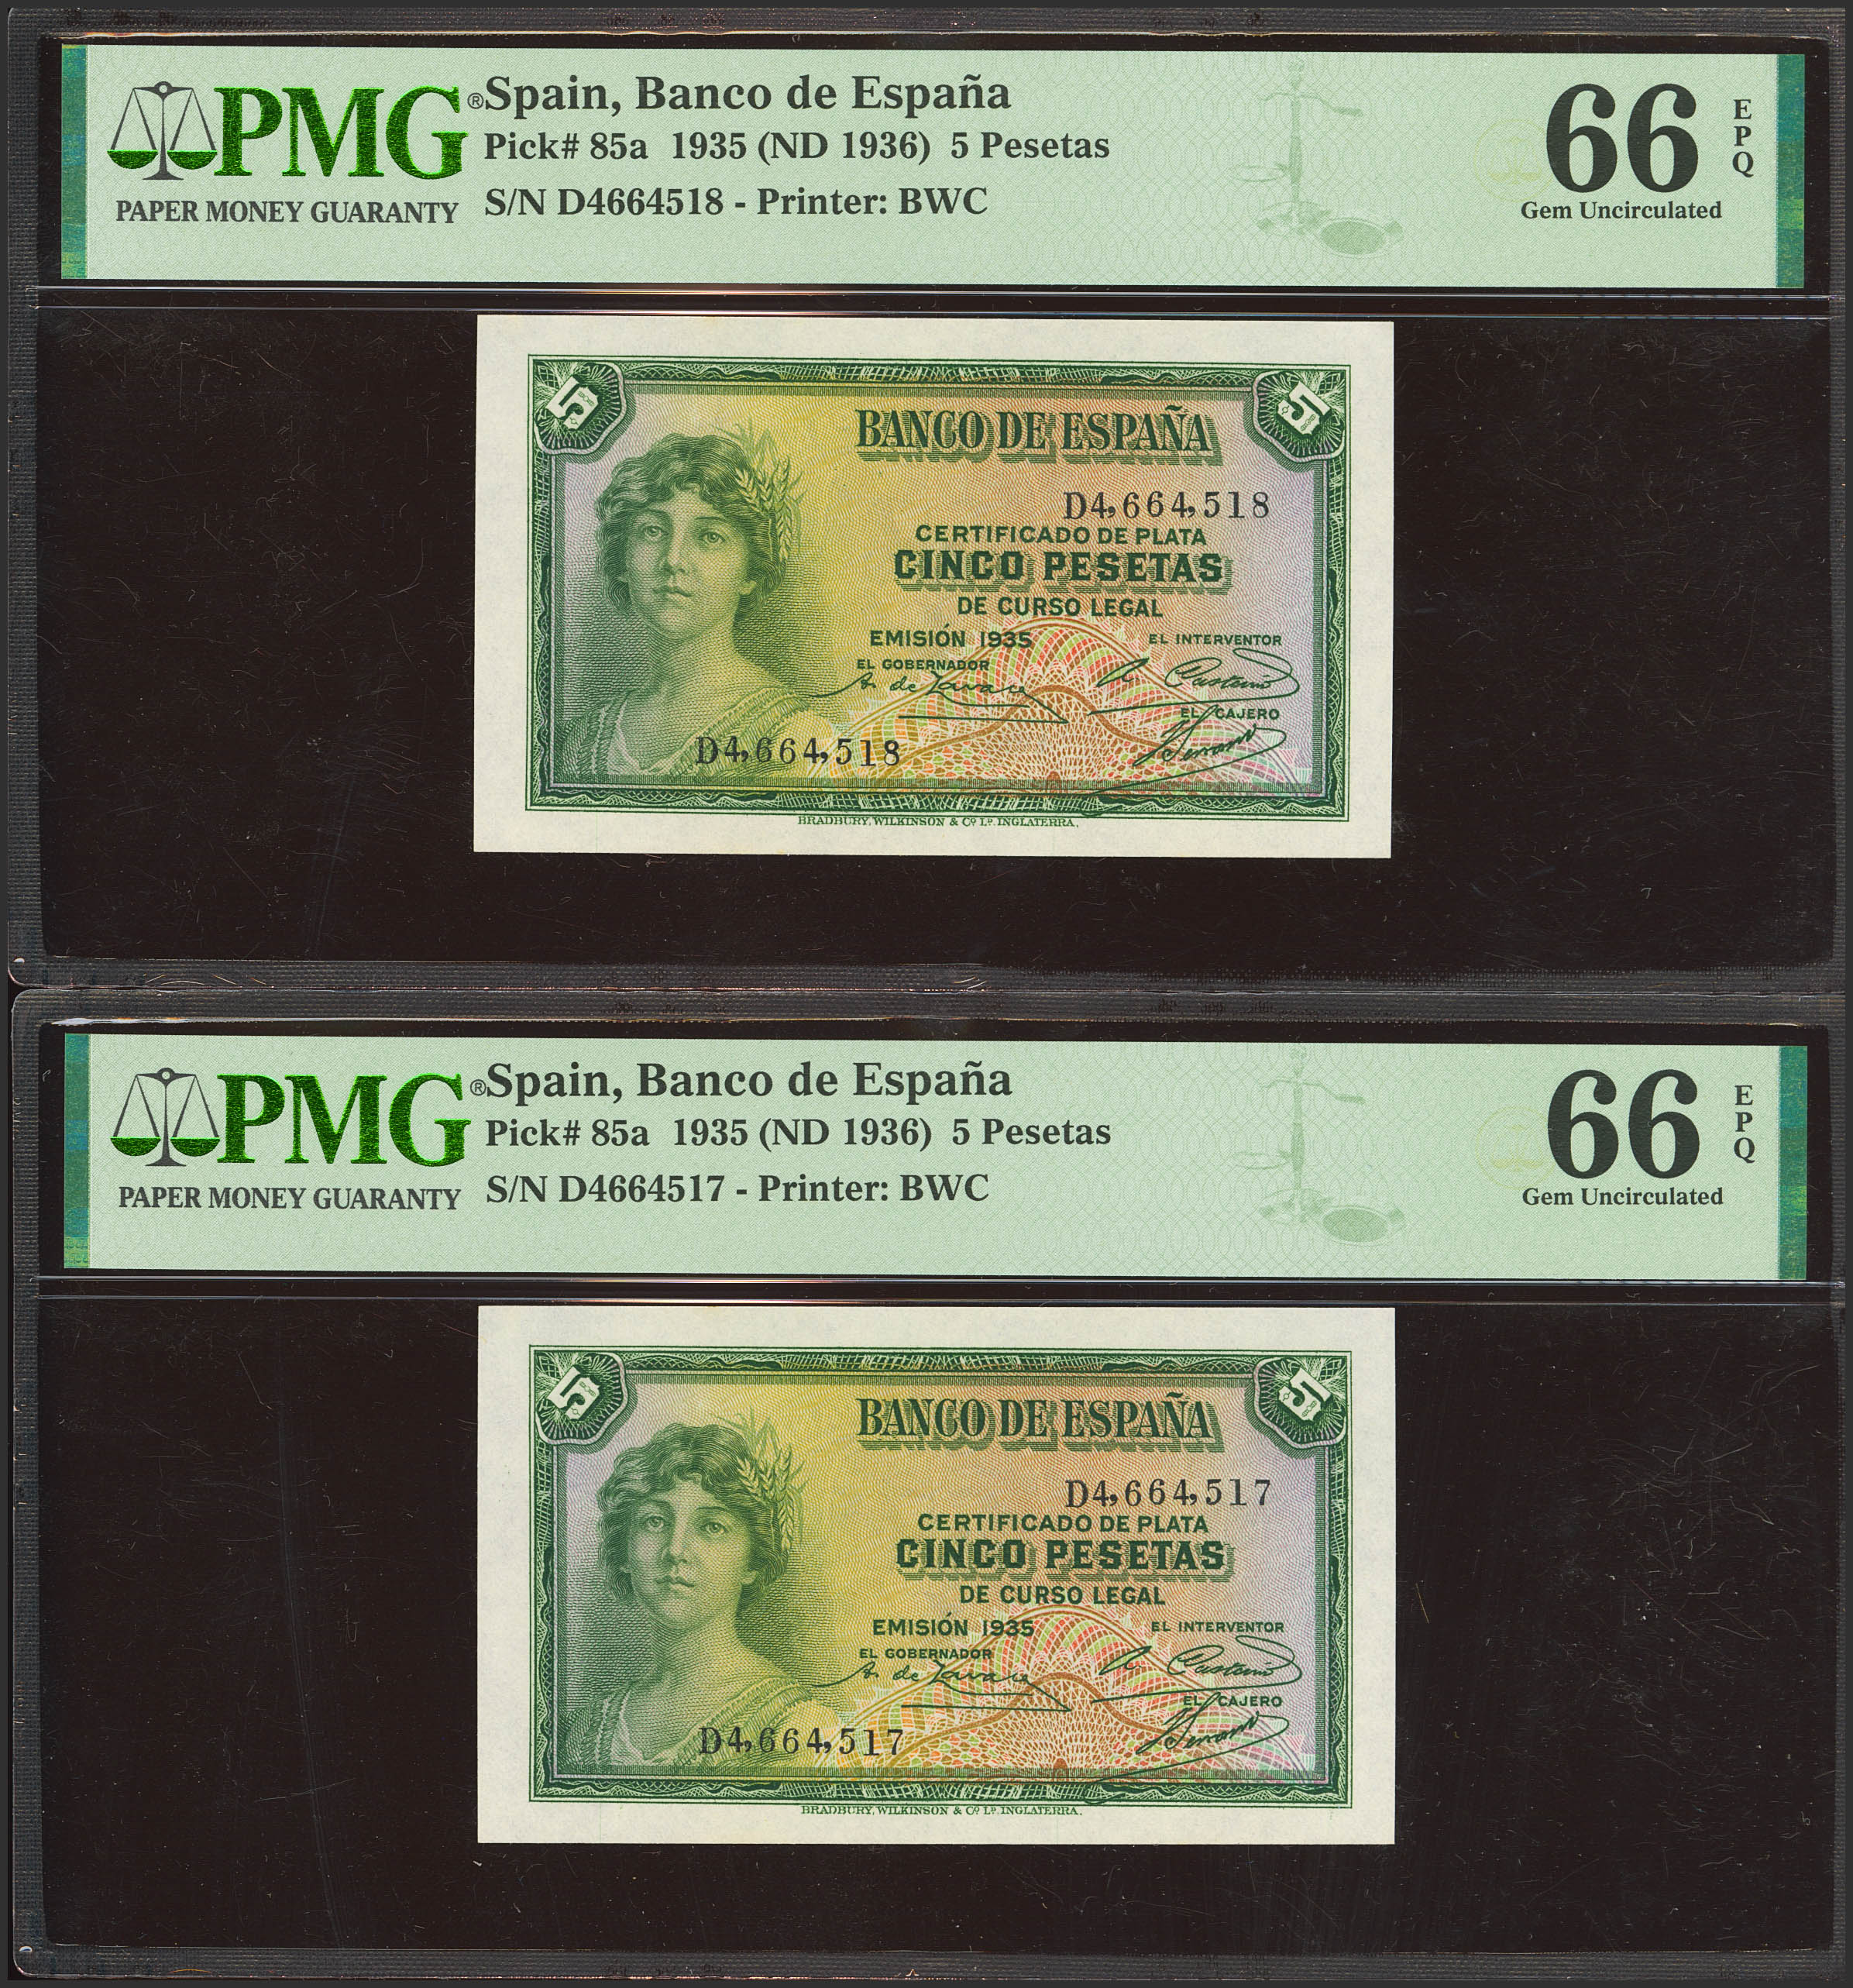 PMG® Spain, Banco de España
Pick# 85a 1935 (ND 1936) 5 Pesetas
PAPER MONEY GUARANTY S/N D4664518 - Printer: BWC
66 EPQ
Gem Uncirculated
5 5
BANCO DE ESPAÑA
D4,664,518
CERTIFICADO DE PLATA
CINCO PESETAS
DE CURSO LEGAL
EMISIÓN 1935 EL INTERVENTOR
EL GOBERNADOR
EL CAJERO
D4,664,518
BRADBURY, WILKINSON & Cº Lº. INGLATERRA.
PMG® Spain, Banco de España
Pick# 85a 1935 (ND 1936) 5 Pesetas
PAPER MONEY GUARANTY S/N D4664517 - Printer: BWC
66 EPQ
Gem Uncirculated
5 5
BANCO DE ESPAÑA
D4,664,517
CERTIFICADO DE PLATA
CINCO PESETAS
DE CURSO LEGAL
EMISIÓN 1935 EL INTERVENTOR
EL GOBERNADOR
EL CAJERO
D4,664,517
BRADBURY, WILKINSON & Cº Lº. INGLATERRA.